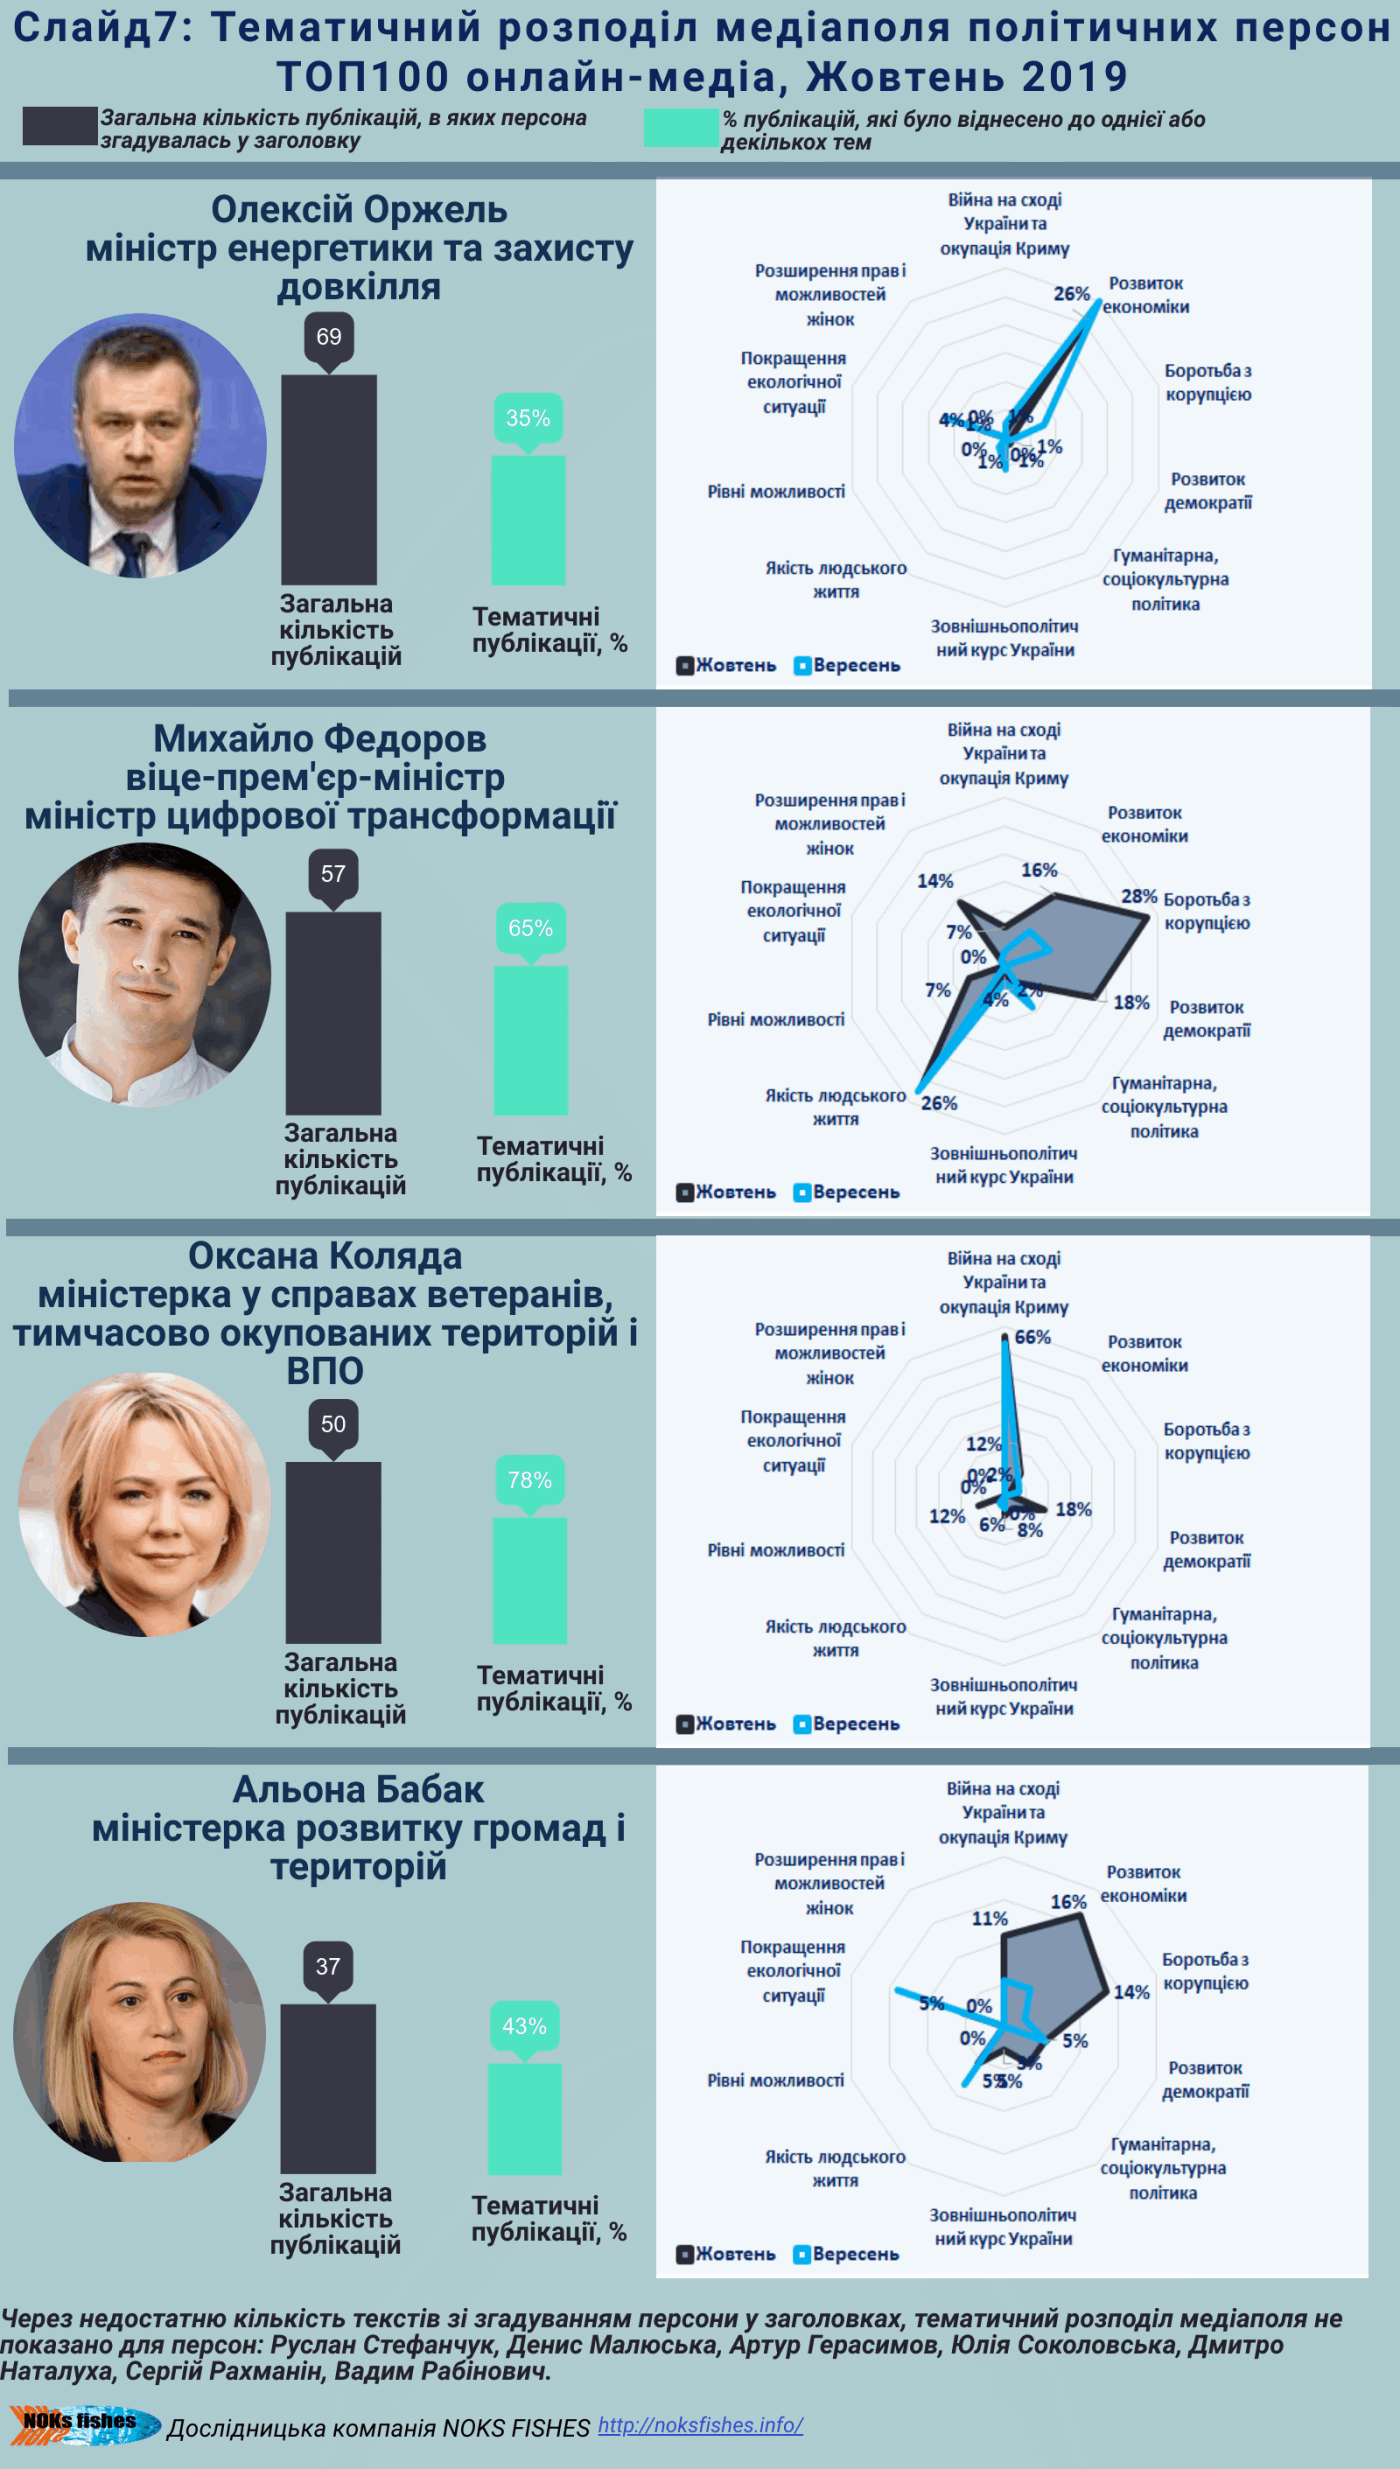 Слайд7: Тематичний розподіл медіаполя політичних персон
ТОП100 онлайн-медіа, Жовтень 2019
Загальна кількість публікацій, в яких персона
згадувалась у заголовку
% публікацій, які було віднесено до однієї або
декількох тем
Олексій Оржель
міністр енергетики та захисту
довкілля
69
35%
Загальна
кількість
публікацій
Тематичні
публікації, %
Війна на сході
України та
окупація Криму
Розвиток
економіки
Боротьба з
корупцією
Розвиток
демократії
Гуманітарна,
соціокультурна
політика
Зовнішньополітич
ний курс України
Якість людського
життя
Рівні можливості
Покращення
екологічної
ситуації
Розширення прав і
можливостей
жінок
26%
1%
1%
1%
0%
1%
0%
4%
1%
0%
Жовтень
Вересень
Михайло Федоров
віце-прем'єр-міністр
міністр цифрової трансформації
57
65%
Загальна
кількість
публікацій
Тематичні
публікації, %
Війна на сході
України та
окупація Криму
Розвиток
економіки
Боротьба з
корупцією
Розвиток
демократії
Гуманітарна,
соціокультурна
політика
Зовнішньополітич
ний курс України
Якість людського
життя
Рівні можливості
Покращення
екологічної
ситуації
Розширення прав і
можливостей
жінок
7%
16%
28%
18%
2%
4%
26%
7%
0%
14%
Жовтень
Вересень
Оксана Коляда
міністерка у справах ветеранів,
тимчасово окупованих територій і
ВПО
50
78%
Загальна
кількість
публікацій
Тематичні
публікації, %
Війна на сході
України та
окупація Криму
Розвиток
економіки
Боротьба з
корупцією
Розвиток
демократії
Гуманітарна,
соціокультурна
політика
Зовнішньополітич
ний курс України
Якість людського
життя
Рівні можливості
Покращення
екологічної
ситуації
Розширення прав і
можливостей
жінок
66%
12%
2%
18%
0%
8%
6%
12%
0%
0%
Жовтень
Вересень
Альона Бабак
міністерка розвитку громад і
територій
37
43%
Загальна
кількість
публікацій
Тематичні
публікації, %
Війна на сході
України та
окупація Криму
Розвиток
економіки
Боротьба з
корупцією
Розвиток
демократії
Гуманітарна,
соціокультурна
політика
Зовнішньополітич
ний курс України
Якість людського
життя
Рівні можливості
Покращення
екологічної
ситуації
Розширення прав і
можливостей
жінок
11%
16%
14%
5%
3%
5%
5%
0%
5%
0%
Жовтень
Вересень
Через недостатню кількість текстів зі згадуванням персони у заголовках, тематичний розподіл медіаполя не
показано для персон: Руслан Стефанчук, Денис Малюська, Артур Герасимов, Юлія Соколовська, Дмитро
Наталуха, Сергій Рахманін, Вадим Рабінович.
NOKs fishes
Дослідницька компанія NOKS FISHES http://noksfishes.info/